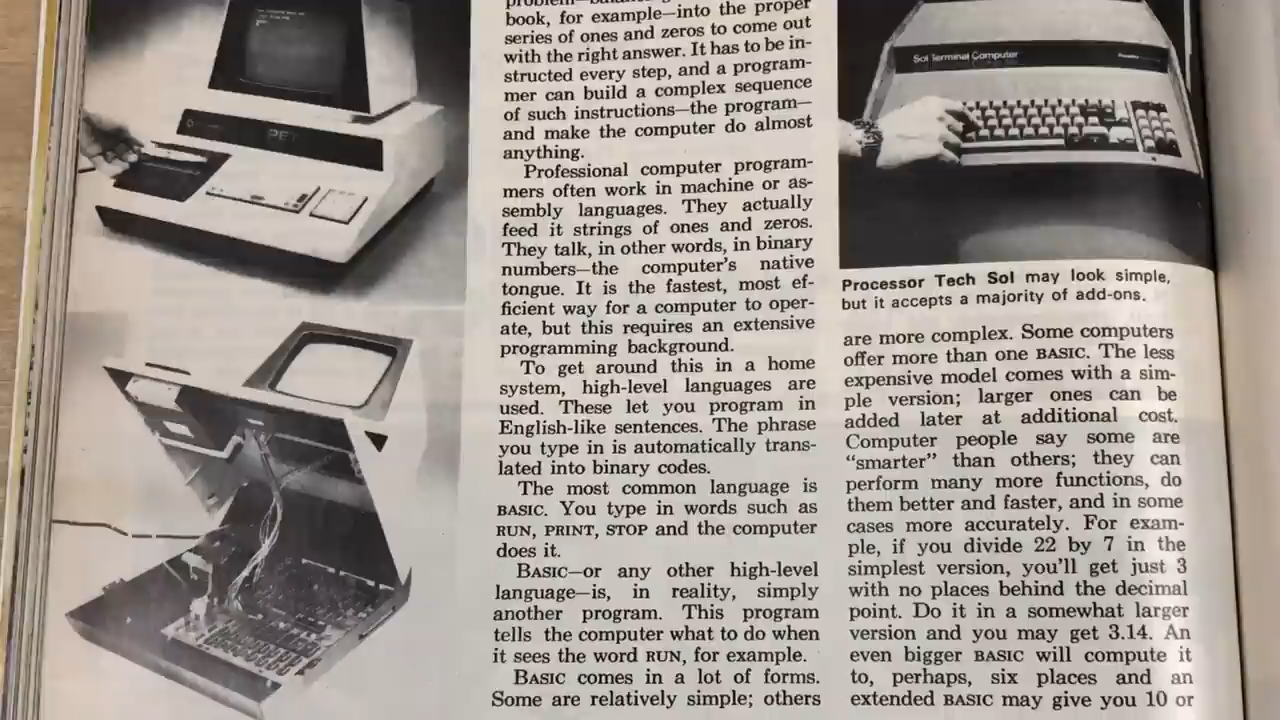 PET
book, for example—into the proper
series of ones and zeros to come out
with the right answer. It has to be in-
structed every step, and a program-
mer can build a complex sequence
of such instructions—the program—
and make the computer do almost
anything.
Professional computer program-
mers often work in machine or as-
sembly languages. They actually
feed it strings of ones and zeros.
They talk, in other words, in binary
numbers—the computer's native
tongue. It is the fastest, most ef-
ficient way for a computer to oper-
ate, but this requires an extensive
programming background.
To get around this in a home
system, high-level languages are
used. These let you program in
English-like sentences. The phrase
you type in is automatically trans-
lated into binary codes.
The most common language is
BASIC. You type in words such as
RUN, PRINT, STOP and the computer
does it.
BASIC—or any other high-level
language—is, in reality, simply
another program. This program
tells the computer what to do when
it sees the word RUN, for example.
BASIC comes in a lot of forms.
Some are relatively simple; others
Sol Terminal Computer
Processor Tech Sol may look simple,
but it accepts a majority of add-ons.
are more complex. Some computers
offer more than one BASIC. The less
expensive model comes with a sim-
ple version; larger ones can be
added later at additional cost.
Computer people say some are
“smarter” than others; they can
perform many more functions, do
them better and faster, and in some
cases more accurately. For exam-
ple, if you divide 22 by 7 in the
simplest version, you'll get just 3
with no places behind the decimal
point. Do it in a somewhat larger
version and you may get 3.14. An
even bigger BASIC will compute it
to, perhaps, six places and an
extended BASIC may give you 10 or